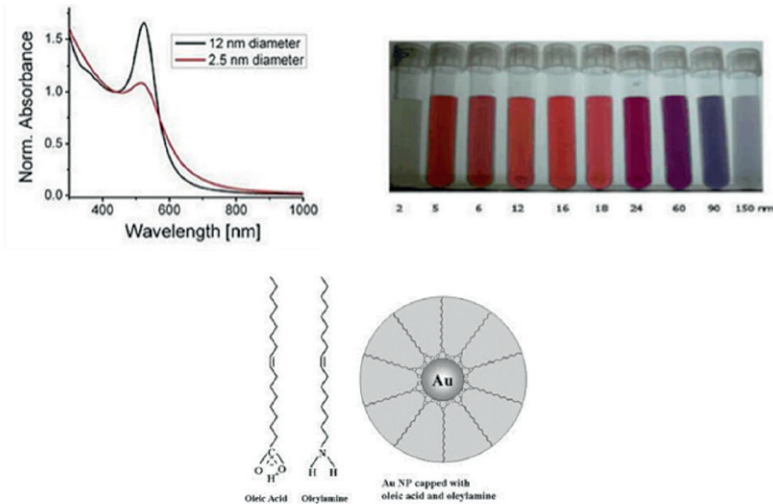 Norm. Absorbance
1.5
1.0
0.5
0.0
12 nm diameter
2.5 nm diameter
400 600 800 1000
Wavelength [nm]
2 5 6 12 16 18 24 60 90 150 nm
C
O O
H
Oleic Acid
N
H H
Oleylamine
Au
Au NP capped with
oleic acid and oleylamine